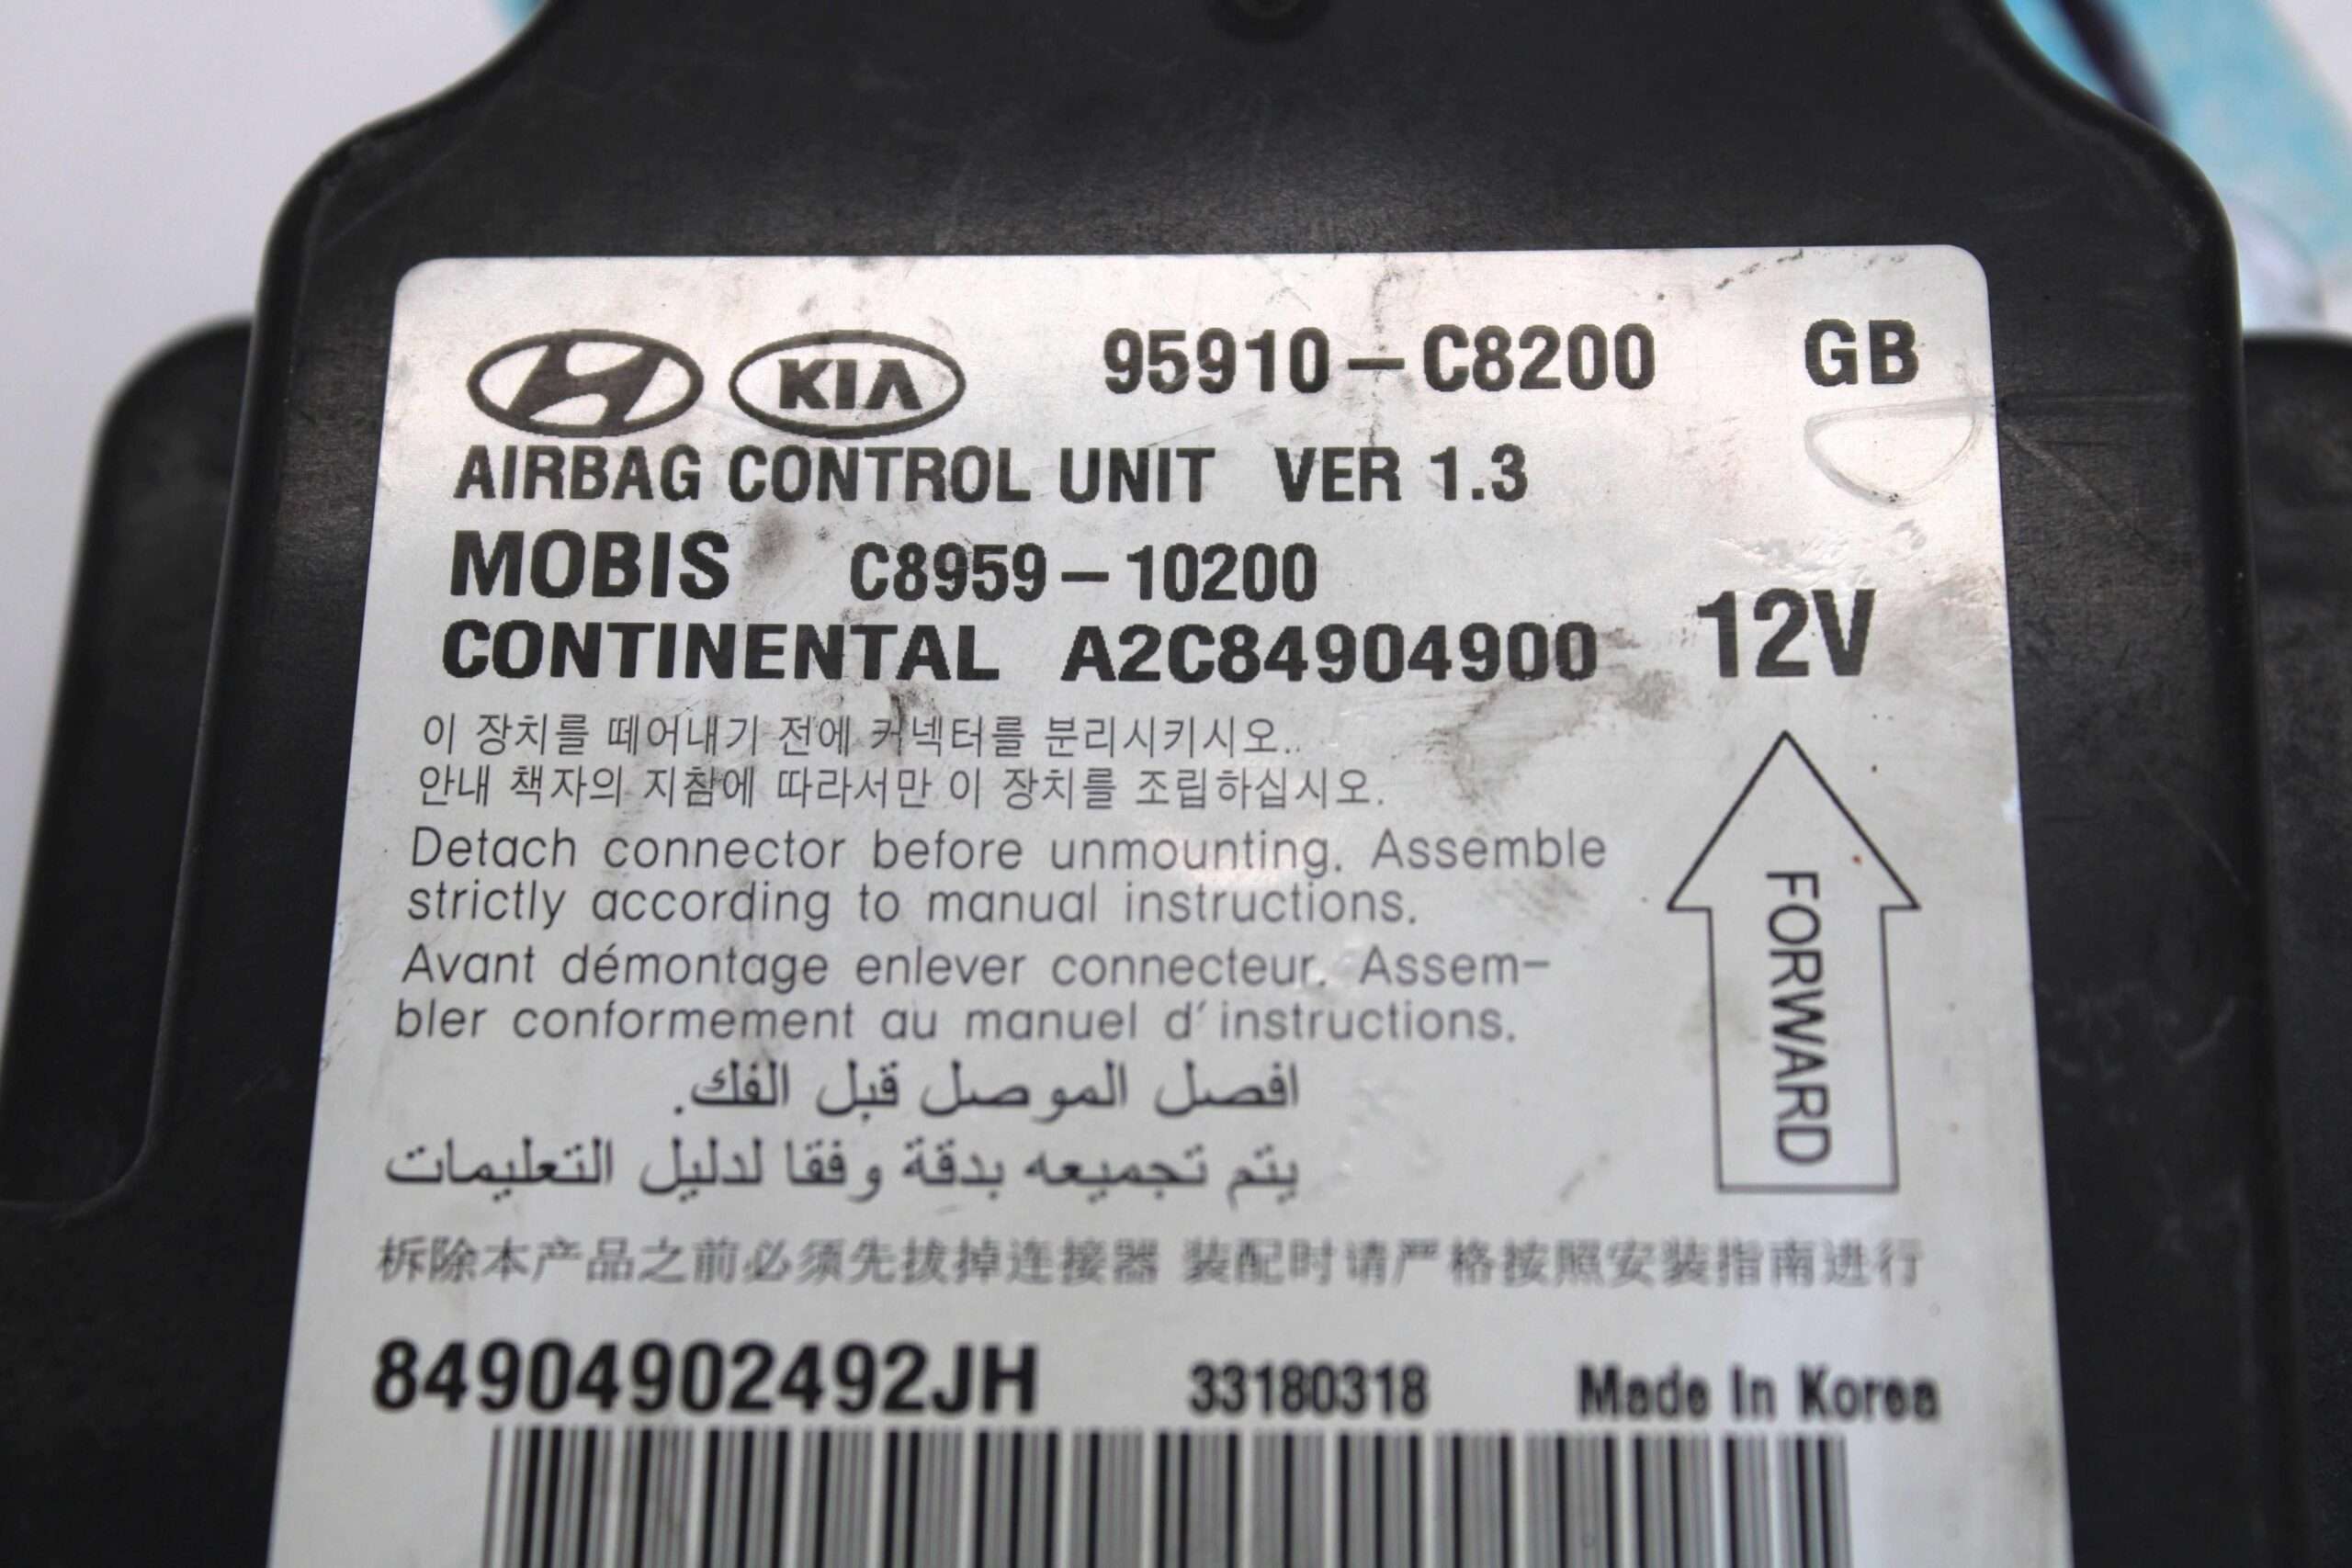 KIA 95910-C8200 GB
AIRBAG CONTROL UNIT VER 1.3
MOBIS C8959-10200
CONTINENTAL A2C84904900 12V
이 장치를 떼어내기 전에 커넥터를 분리시키시오..
안내 책자의 지침에 따라서만 이 장치를 조립하십시오.
Detach connector before unmounting. Assemble
strictly according to manual instructions.
Avant démontage enlever connecteur. Assem-
bler conformement au manuel d'instructions.
افصل الموصل قبل الفك.
يتم تجميعه بدقة وفقا لدليل التعليمات
FORWARD
拆除本产品之前必须先拔掉连接器 装配时请严格按照安装指南进行
84904902492JH 33180318 Made In Korea